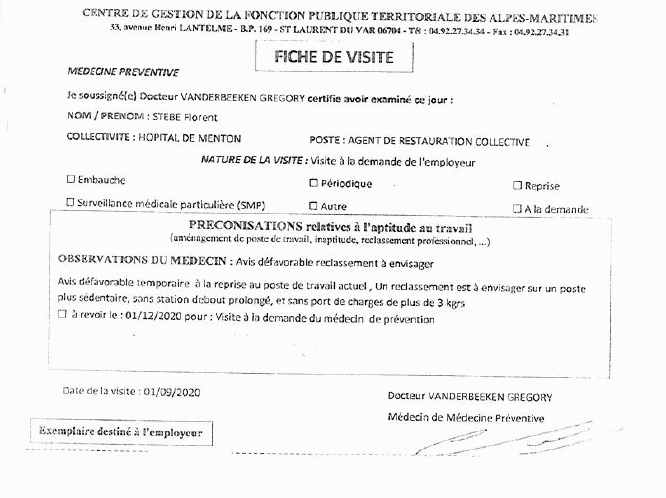 CENTRE DE GESTION DE LA FONCTION PUBLIQUE TERRITORIALE DES ALPES-MARITIMES
33, avenue Henri LANTELME - B.P. 169 - ST LAURENT DU VAR 06704 - Tél : 04.92.27.34.34 - Fax : 04.92.27.34.31
FICHE DE VISITE
MEDECINE PREVENTIVE
Je soussigné(e) Docteur VANDERBEEKEN GREGORY certifie avoir examiné ce jour :
NOM / PRENOM : STEBE Florent
COLLECTIVITE : HOPITAL DE MENTON POSTE : AGENT DE RESTAURATION COLLECTIVE
NATURE DE LA VISITE : Visite à la demande de l'employeur
☐ Embauche ☐ Périodique ☐ Reprise
☐ Surveillance médicale particulière (SMP) ☐ Autre ☐ A la demande
PRECONISATIONS relatives à l'aptitude au travail
(aménagement de poste de travail, inaptitude, reclassement professionnel, ...)
OBSERVATIONS DU MEDECIN : Avis défavorable reclassement à envisager
Avis défavorable temporaire à la reprise au poste de travail actuel , Un reclassement est à envisager sur un poste
plus sédentaire, sans station debout prolongé, et sans port de charges de plus de 3 kgrs
☐ à revoir le : 01/12/2020 pour : Visite à la demande du médecin de prévention
Date de la visite : 01/09/2020
Docteur VANDERBEEKEN GREGORY
Médecin de Médecine Préventive
Exemplaire destiné à l'employeur